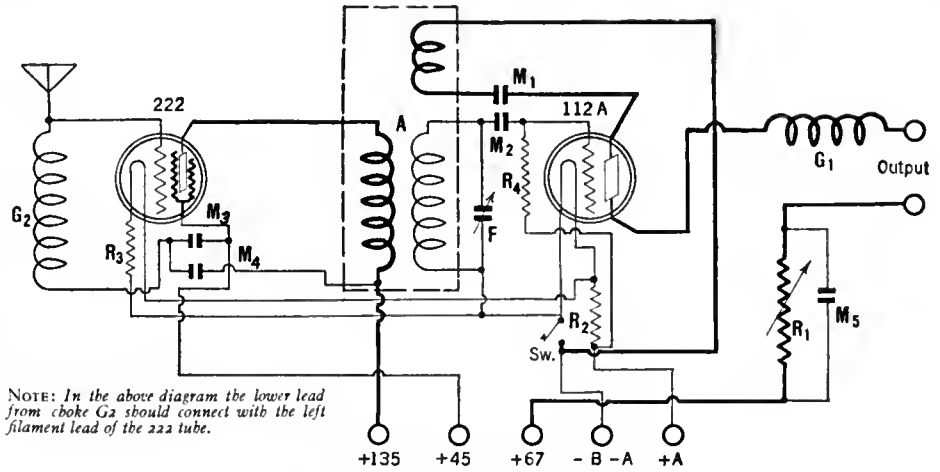 222
A
M1
112A
M2
R4
G1
Output
G2
R3
M3
M4
F
R2
Sw.
R1
M5
NOTE: In the above diagram the lower lead
from choke G2 should connect with the left
filament lead of the 222 tube.
+135 +45 +67 - B -A +A